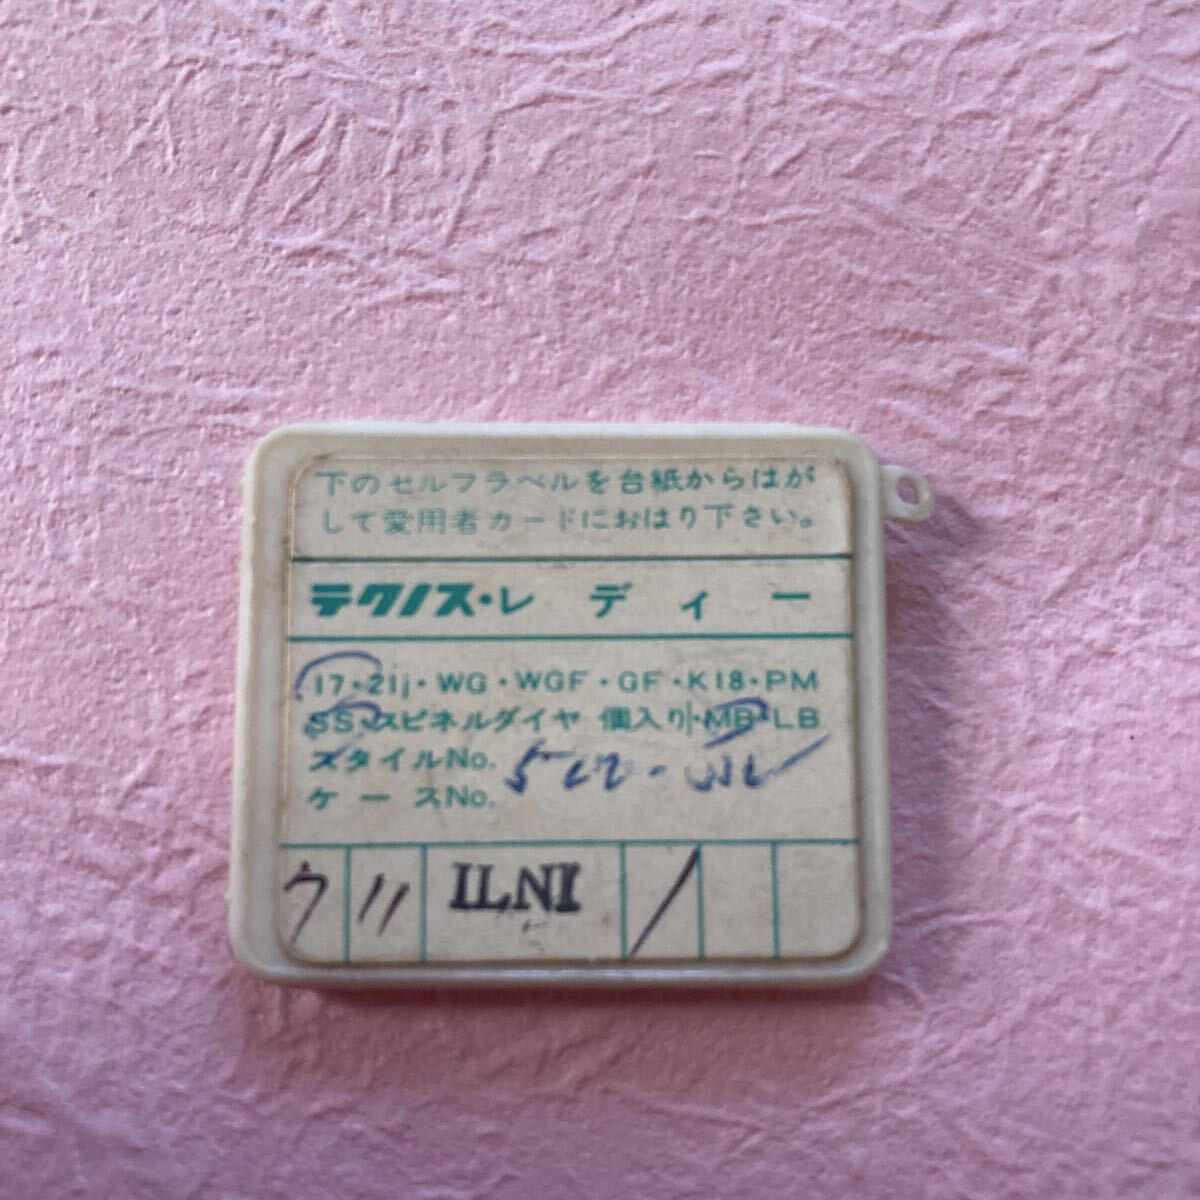 下のセルフラベルを台紙からはが
して愛用者カードにおはり下さい。
テクノス・レディー
17・21j・WG・WGF・GF・K18・PM
SS・スピネルダイヤ 個入り・MB・LB
スタイルNo.
ケースNo.
ILNI